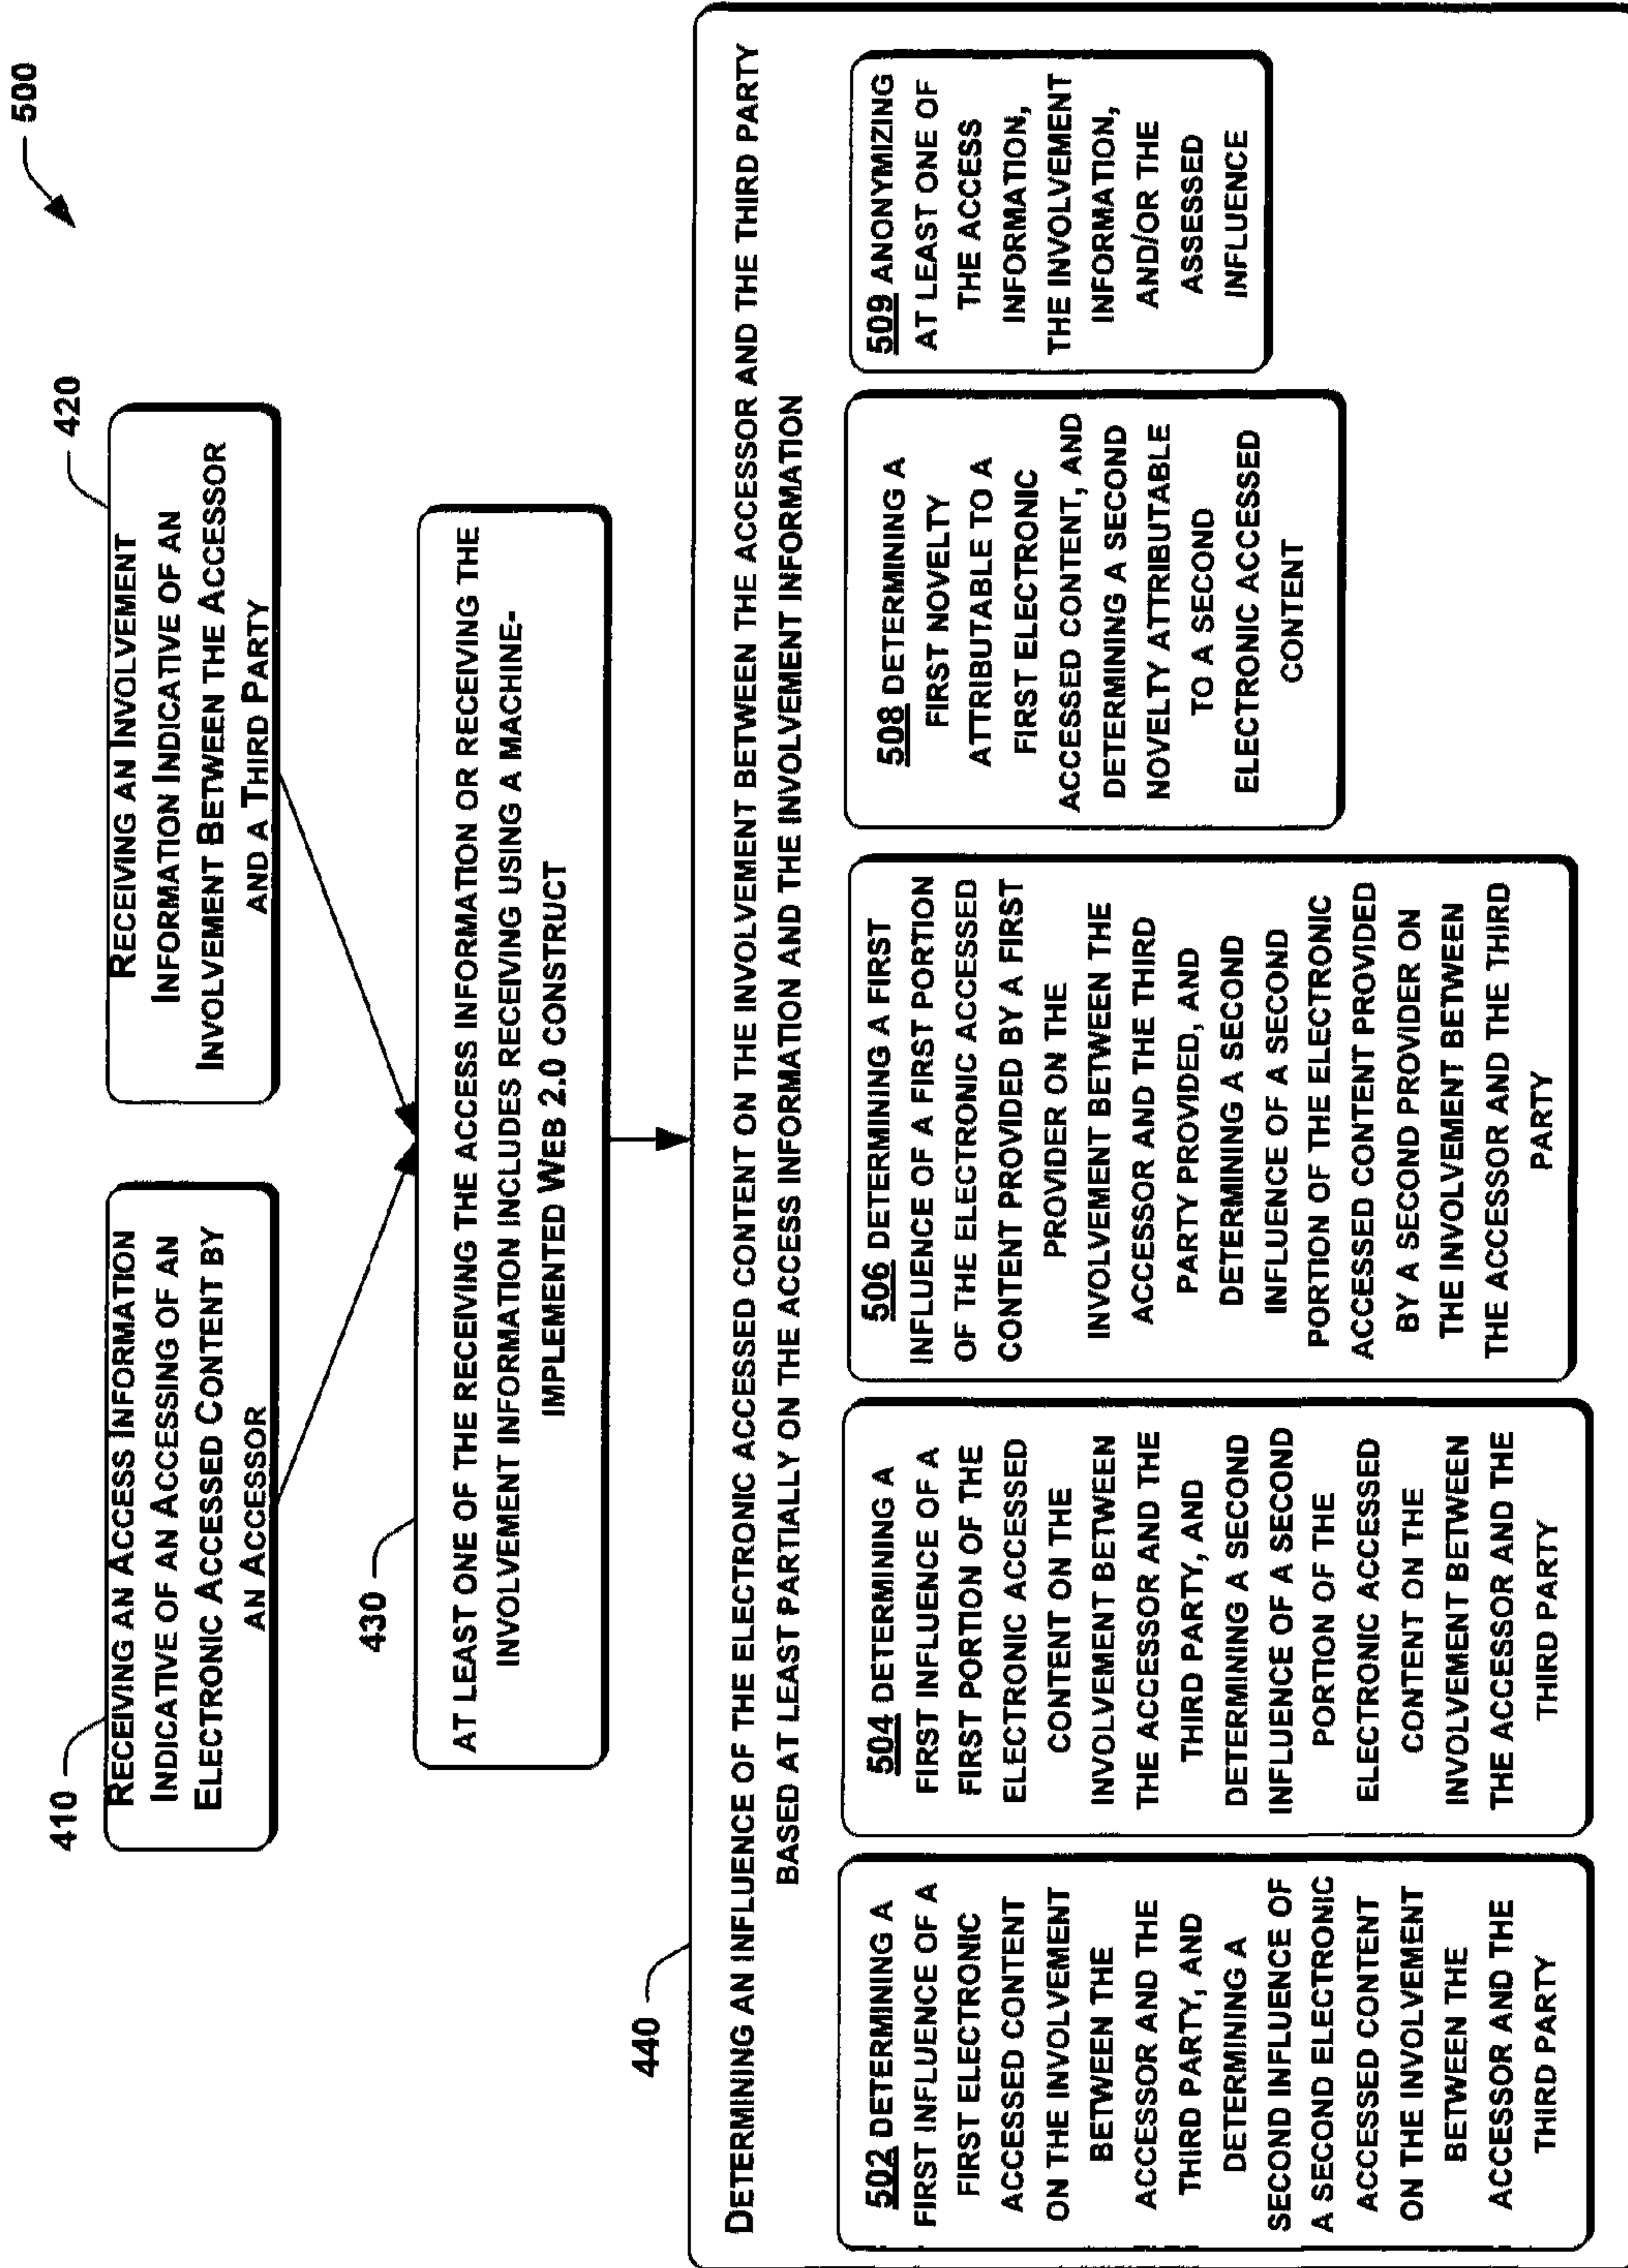 500
410
RECEIVING AN ACCESS INFORMATION
INDICATIVE OF AN ACCESSING OF AN
ELECTRONIC ACCESSED CONTENT BY
AN ACCESSOR
420
RECEIVING AN INVOLVEMENT
INFORMATION INDICATIVE OF AN
INVOLVEMENT BETWEEN THE ACCESSOR
AND A THIRD PARTY
430
AT LEAST ONE OF THE RECEIVING THE ACCESS INFORMATION OR RECEIVING THE
INVOLVEMENT INFORMATION INCLUDES RECEIVING USING A MACHINE-
IMPLEMENTED WEB 2.0 CONSTRUCT
440
DETERMINING AN INFLUENCE OF THE ELECTRONIC ACCESSED CONTENT ON THE INVOLVEMENT BETWEEN THE ACCESSOR AND THE THIRD PARTY
BASED AT LEAST PARTIALLY ON THE ACCESS INFORMATION AND THE INVOLVEMENT INFORMATION
502 DETERMINING A
FIRST INFLUENCE OF A
FIRST ELECTRONIC
ACCESSED CONTENT
ON THE INVOLVEMENT
BETWEEN THE
ACCESSOR AND THE
THIRD PARTY, AND
DETERMINING A
SECOND INFLUENCE OF
A SECOND ELECTRONIC
ACCESSED CONTENT
ON THE INVOLVEMENT
BETWEEN THE
ACCESSOR AND THE
THIRD PARTY
504 DETERMINING A
FIRST INFLUENCE OF A
FIRST PORTION OF THE
ELECTRONIC ACCESSED
CONTENT ON THE
INVOLVEMENT BETWEEN
THE ACCESSOR AND THE
THIRD PARTY, AND
DETERMINING A SECOND
INFLUENCE OF A SECOND
PORTION OF THE
ELECTRONIC ACCESSED
CONTENT ON THE
INVOLVEMENT BETWEEN
THE ACCESSOR AND THE
THIRD PARTY
506 DETERMINING A FIRST
INFLUENCE OF A FIRST PORTION
OF THE ELECTRONIC ACCESSED
CONTENT PROVIDED BY A FIRST
PROVIDER ON THE
INVOLVEMENT BETWEEN THE
ACCESSOR AND THE THIRD
PARTY PROVIDED, AND
DETERMINING A SECOND
INFLUENCE OF A SECOND
PORTION OF THE ELECTRONIC
ACCESSED CONTENT PROVIDED
BY A SECOND PROVIDER ON
THE INVOLVEMENT BETWEEN
THE ACCESSOR AND THE THIRD
PARTY
508 DETERMINING A
FIRST NOVELTY
ATTRIBUTABLE TO A
FIRST ELECTRONIC
ACCESSED CONTENT, AND
DETERMINING A SECOND
NOVELTY ATTRIBUTABLE
TO A SECOND
ELECTRONIC ACCESSED
CONTENT
509 ANONYMIZING
AT LEAST ONE OF
THE ACCESS
INFORMATION,
THE INVOLVEMENT
INFORMATION,
AND/OR THE
ASSESSED
INFLUENCE